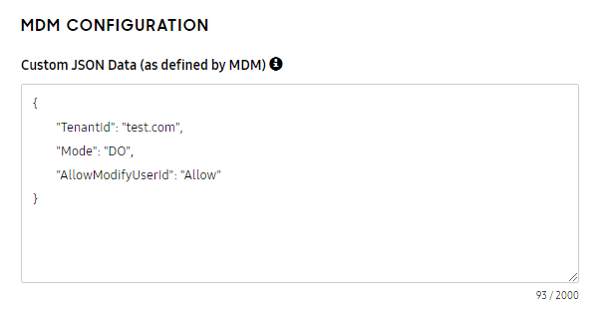 MDM CONFIGURATION
Custom JSON Data (as defined by MDM)
{
"TenantId": "test.com",
"Mode": "DO",
"AllowModifyUserId": "Allow"
}
93 / 2000